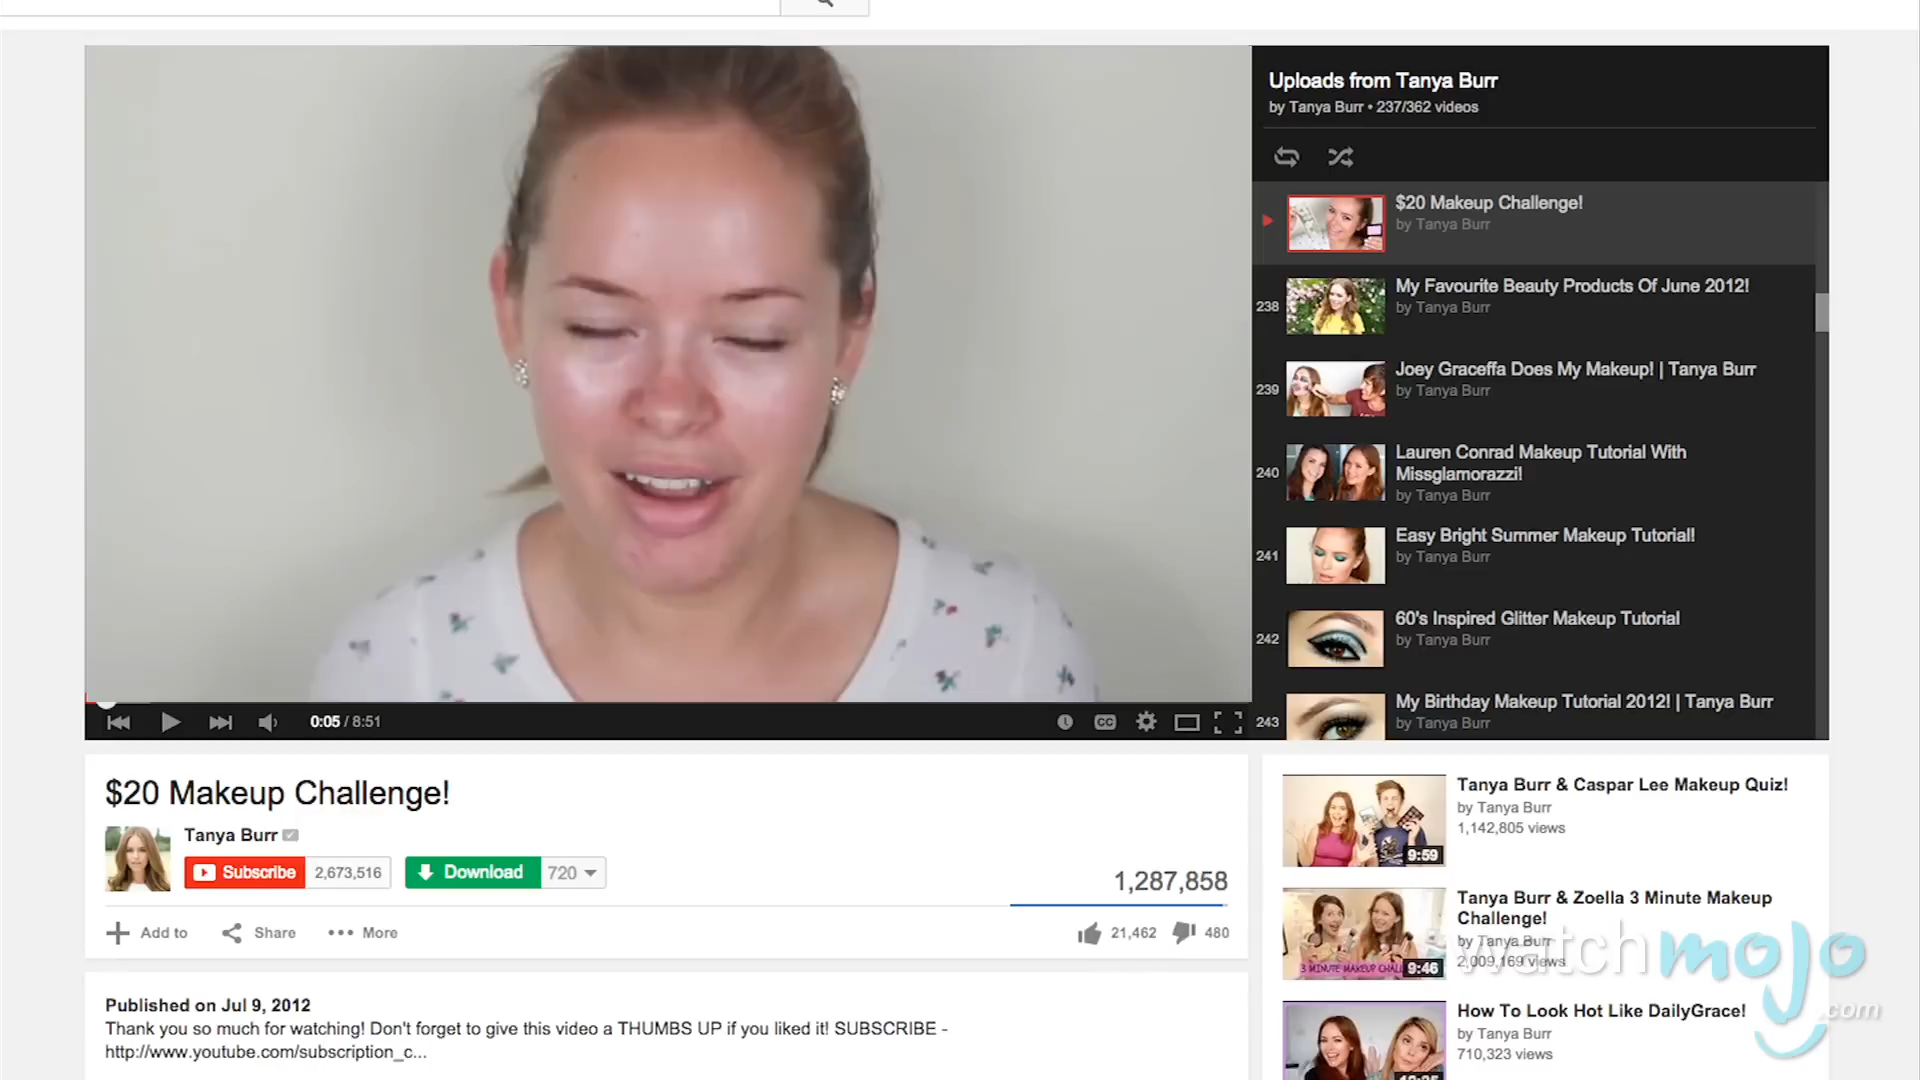 Uploads from Tanya Burr
by Tanya Burr • 237/362 videos
$20 Makeup Challenge!
by Tanya Burr
238
My Favourite Beauty Products Of June 2012!
by Tanya Burr
239
Joey Graceffa Does My Makeup! | Tanya Burr
by Tanya Burr
240
Lauren Conrad Makeup Tutorial With
Missglamorazzi!
by Tanya Burr
241
Easy Bright Summer Makeup Tutorial!
by Tanya Burr
242
60's Inspired Glitter Makeup Tutorial
by Tanya Burr
243
My Birthday Makeup Tutorial 2012! | Tanya Burr
by Tanya Burr
0:05 / 8:51
CC
$20 Makeup Challenge!
Tanya Burr
Subscribe 2,673,516
Download 720
1,287,858
Add to
Share
More
21,462
480
Published on Jul 9, 2012
Thank you so much for watching! Don't forget to give this video a THUMBS UP if you liked it! SUBSCRIBE -
http://www.youtube.com/subscription_c...
Tanya Burr & Caspar Lee Makeup Quiz!
by Tanya Burr
1,142,805 views
9:59
Tanya Burr & Zoella 3 Minute Makeup
Challenge!
by Tanya Burr
2,009,169 views
3 MINUTE MAKEUP CHAL
9:46
How To Look Hot Like DailyGrace!
by Tanya Burr
710,323 views
watchmojo
.com